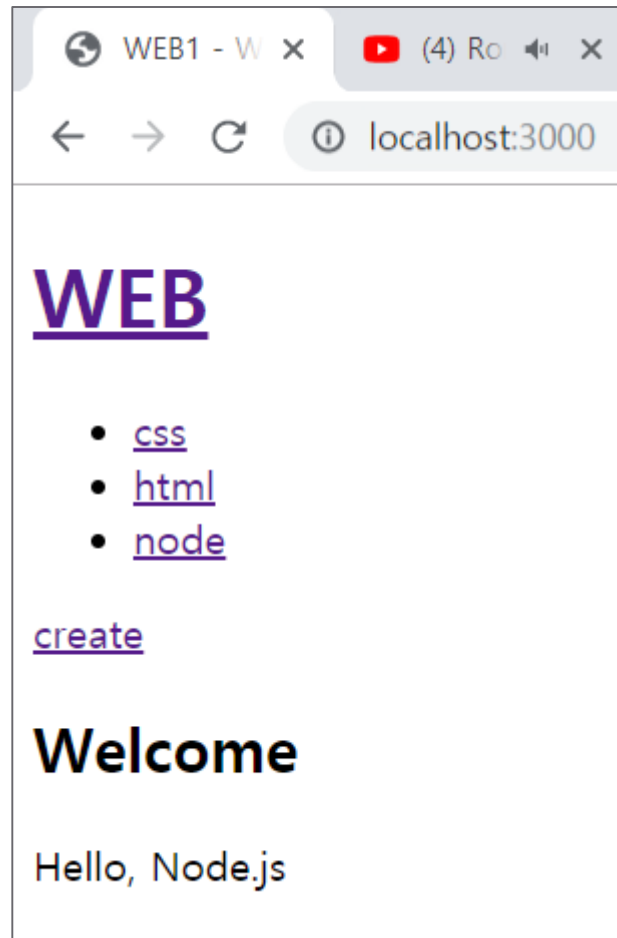 WEB1 - W
(4) Ro
localhost:3000
WEB
css
html
node
create
Welcome
Hello, Node.js